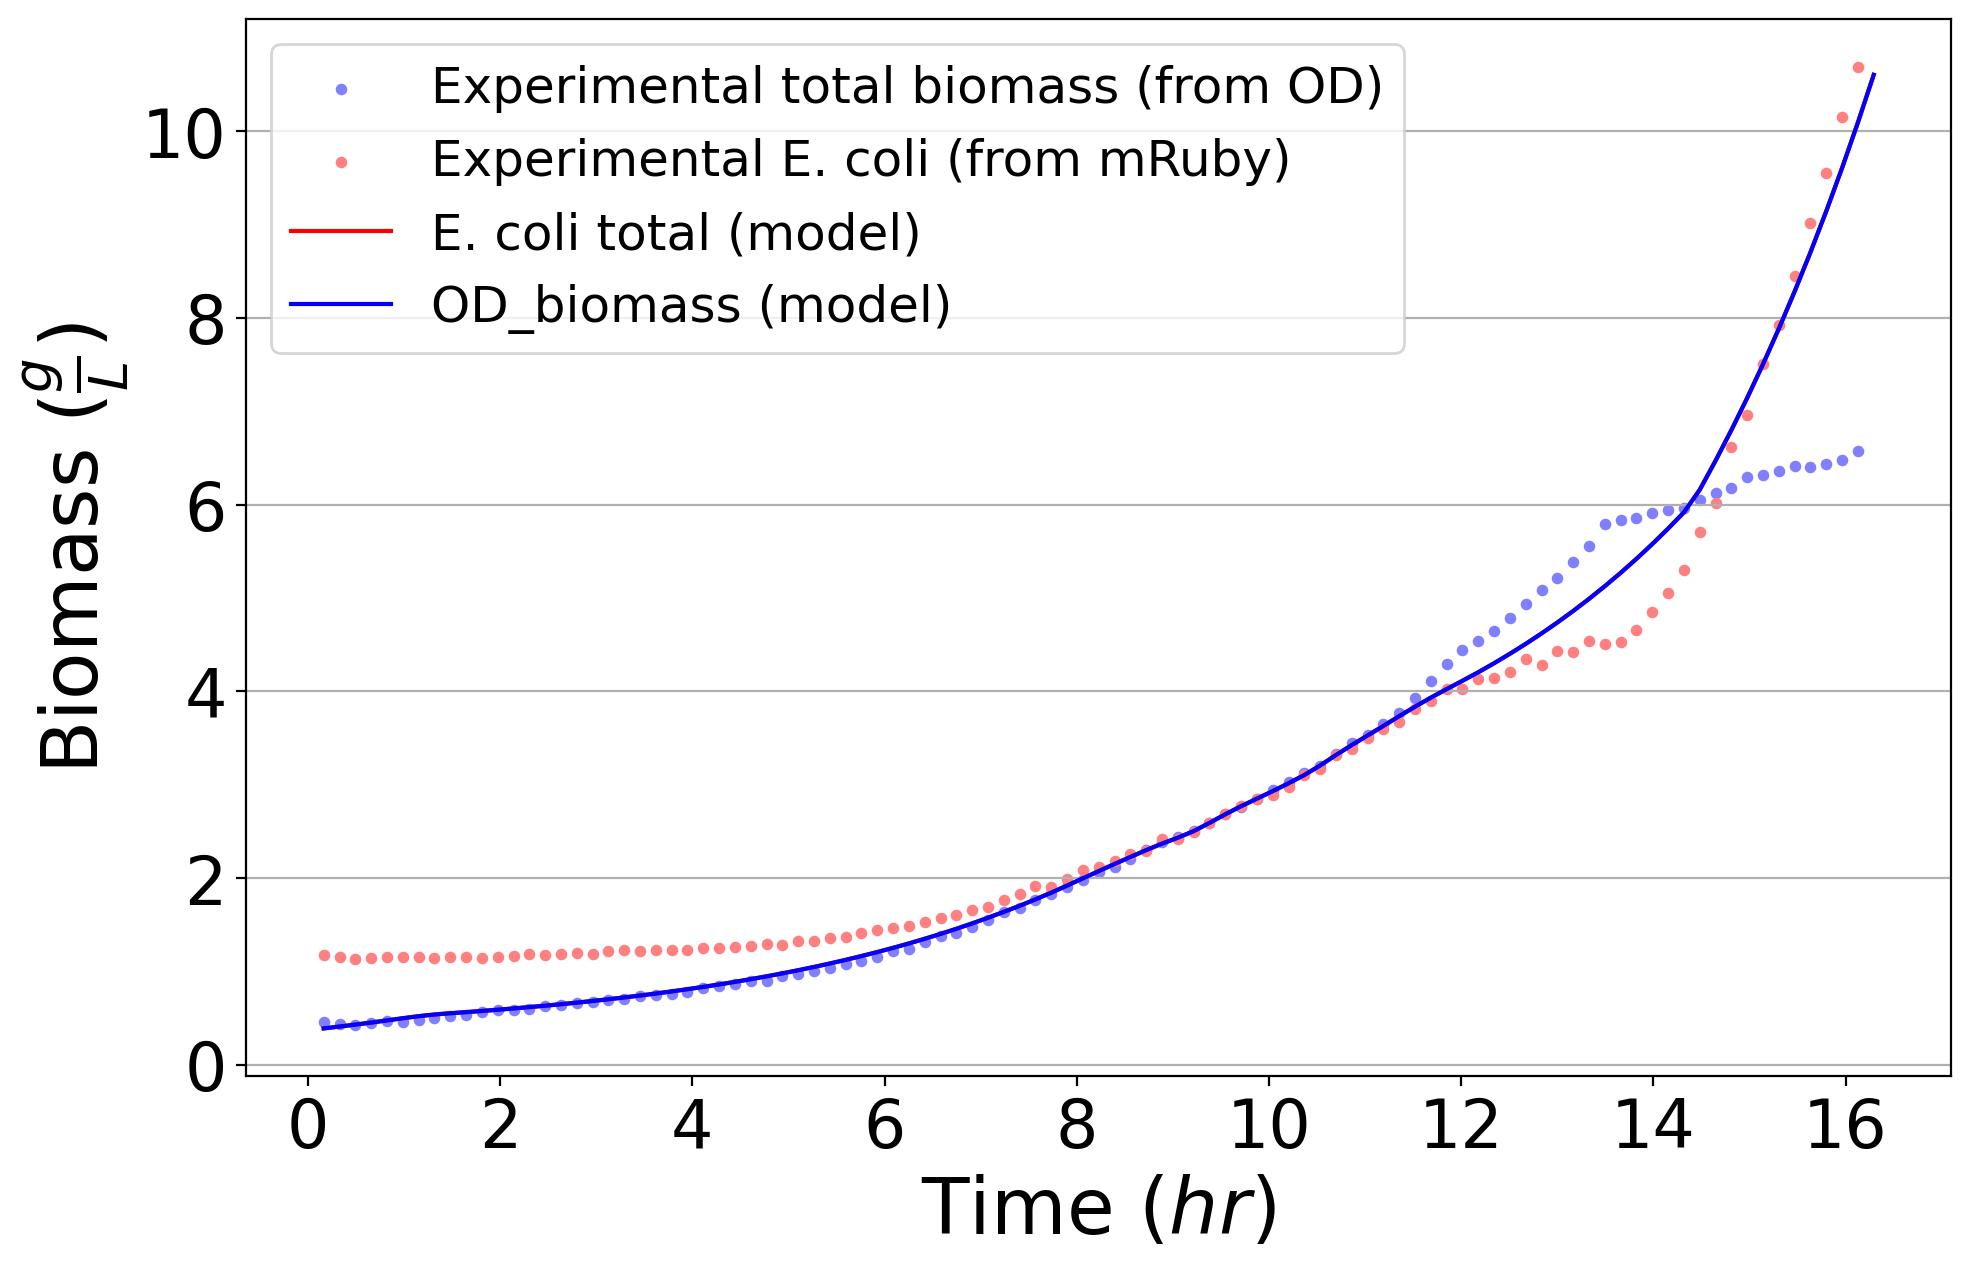 Experimental total biomass (from OD)
Experimental E. coli (from mRuby)
E. coli total (model)
OD_biomass (model)
Biomass (g/L)
10
8
6
4
2
0
0 2 4 6 8 10 12 14 16
Time (hr)